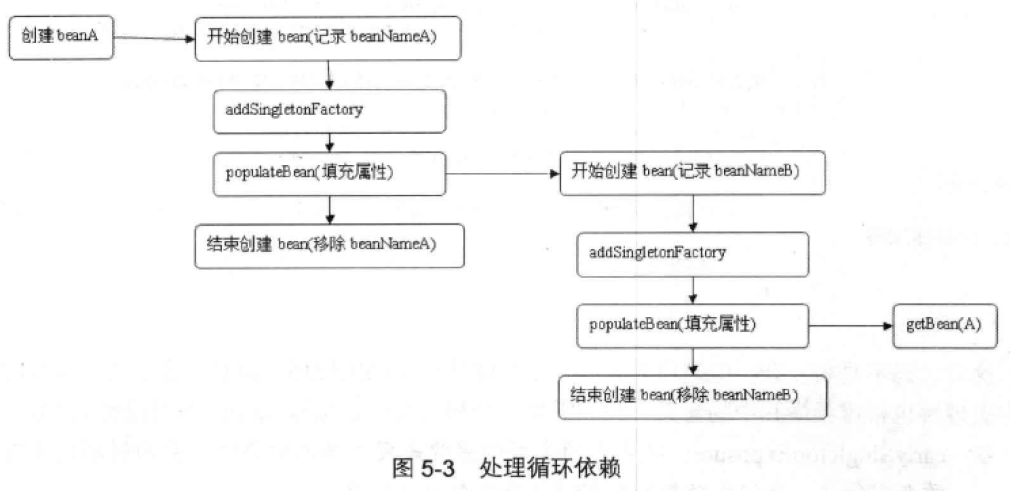 创建 beanA
开始创建 bean(记录 beanNameA)
addSingletonFactory
populateBean(填充属性)
结束创建 bean(移除 beanNameA)
开始创建 bean(记录 beanNameB)
addSingletonFactory
populateBean(填充属性)
getBean(A)
结束创建 bean(移除 beanNameB)
图 5-3 处理循环依赖